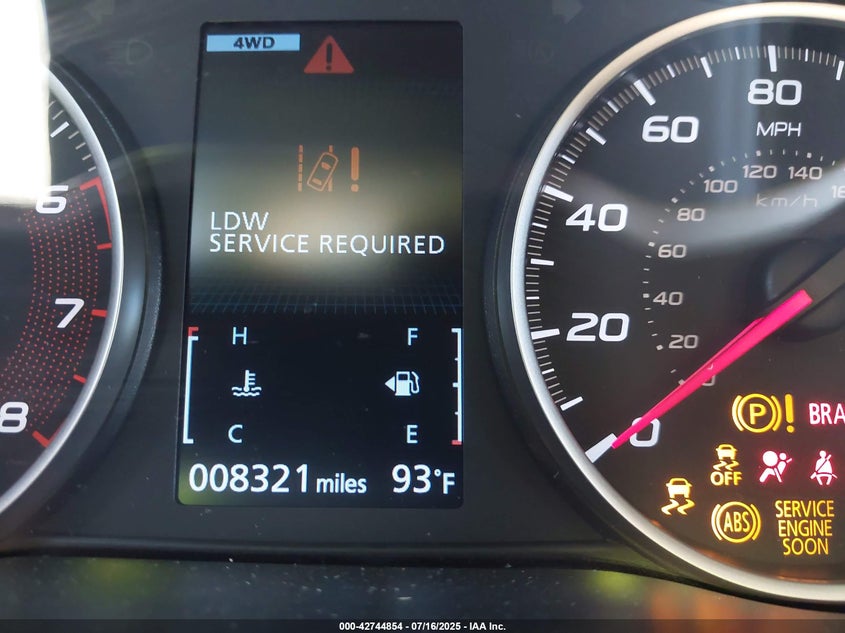 4WD
LDW
SERVICE REQUIRED
H F
C E
008321 miles 93°F
6
7
8
80
MPH
60
120 140
100
km/h
40
80
60
20
40
20
0
BRA
OFF
ABS
SERVICE
ENGINE
SOON
P
000-42744854 - 07/16/2025 - IAA Inc.